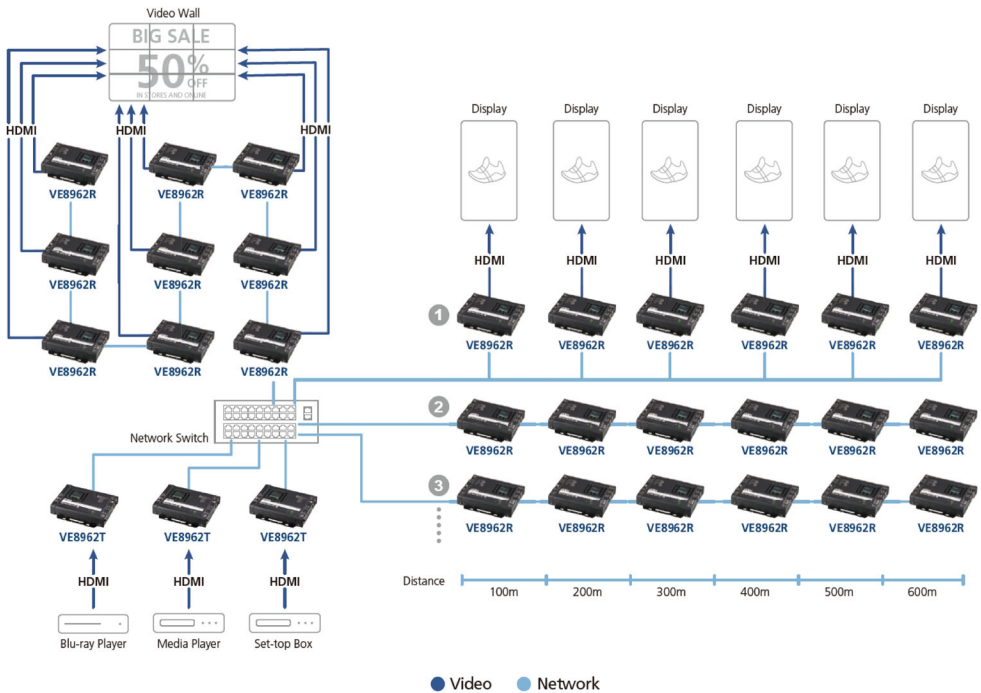 Video Wall
BIG SALE
50%
OFF
IN STORES AND ONLINE
HDMI
HDMI
HDMI
VE8962R
VE8962R
VE8962R
VE8962R
VE8962R
VE8962R
VE8962R
VE8962R
VE8962R
Network Switch
VE8962T
VE8962T
VE8962T
HDMI
HDMI
HDMI
Blu-ray Player
Media Player
Set-top Box
Display
Display
Display
Display
Display
Display
HDMI
HDMI
HDMI
HDMI
HDMI
HDMI
1
VE8962R
VE8962R
VE8962R
VE8962R
VE8962R
VE8962R
2
VE8962R
VE8962R
VE8962R
VE8962R
VE8962R
VE8962R
3
VE8962R
VE8962R
VE8962R
VE8962R
VE8962R
VE8962R
Distance
100m
200m
300m
400m
500m
600m
Video
Network